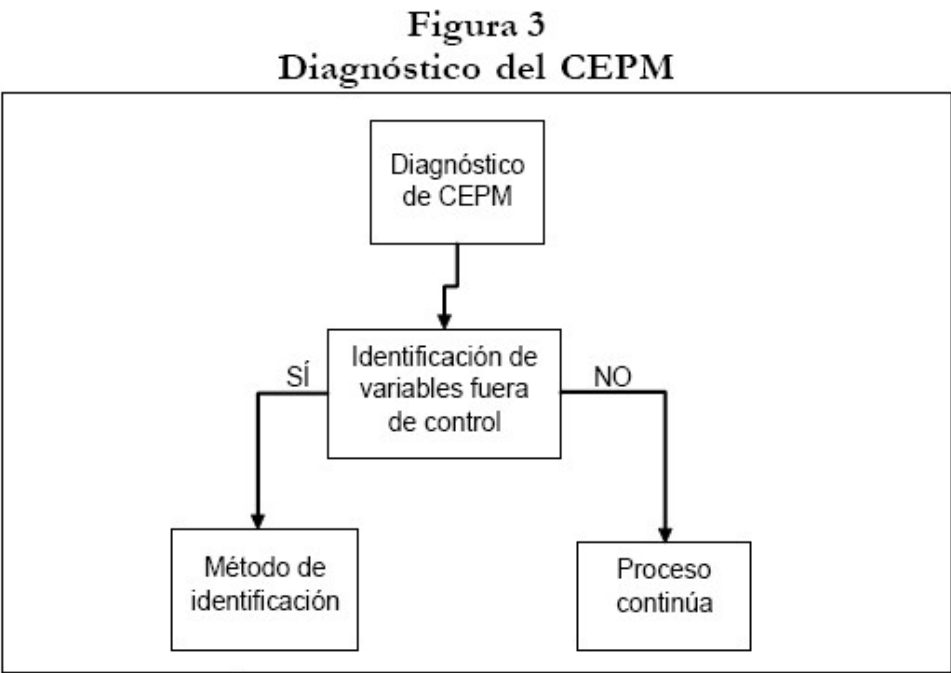 Figura 3
Diagnóstico del CEPM
Diagnóstico
de CEPM
Identificación de
variables fuera
de control
SÍ
NO
Método de
identificación
Proceso
continúa